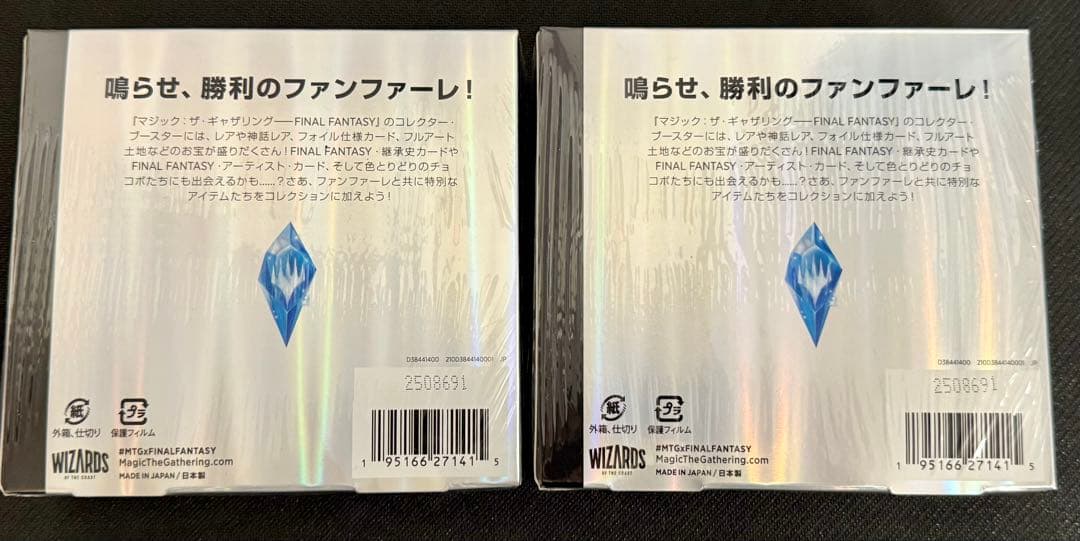 鳴らせ、勝利のファンファーレ！
『マジック：ザ・ギャザリング——FINAL FANTASY』のコレクター・
ブースターには、レアや神話レア、フォイル仕様カード、フルアート
土地などのお宝が盛りだくさん！FINAL FANTASY・継承史カードや
FINAL FANTASY・アーティスト・カード、そして色とりどりのチョ
コボたちにも出会えるかも……？さあ、ファンファーレと共に特別な
アイテムたちをコレクションに加えよう！
D38441400 Z10D3844140001 JP
2508691
紙
プラ
外箱、仕切り 保護フィルム
#MTGxFINALFANTASY
WIZARDS MagicTheGathering.com
OF THE COAST
MADE IN JAPAN / 日本製
1 95166 27141 5
鳴らせ、勝利のファンファーレ！
『マジック：ザ・ギャザリング——FINAL FANTASY』のコレクター・
ブースターには、レアや神話レア、フォイル仕様カード、フルアート
土地などのお宝が盛りだくさん！FINAL FANTASY・継承史カードや
FINAL FANTASY・アーティスト・カード、そして色とりどりのチョ
コボたちにも出会えるかも……？さあ、ファンファーレと共に特別な
アイテムたちをコレクションに加えよう！
D38441400 Z10D3844140001 JP
2508691
紙
プラ
外箱、仕切り 保護フィルム
#MTGxFINALFANTASY
WIZARDS MagicTheGathering.com
OF THE COAST
MADE IN JAPAN / 日本製
1 95166 27141 5